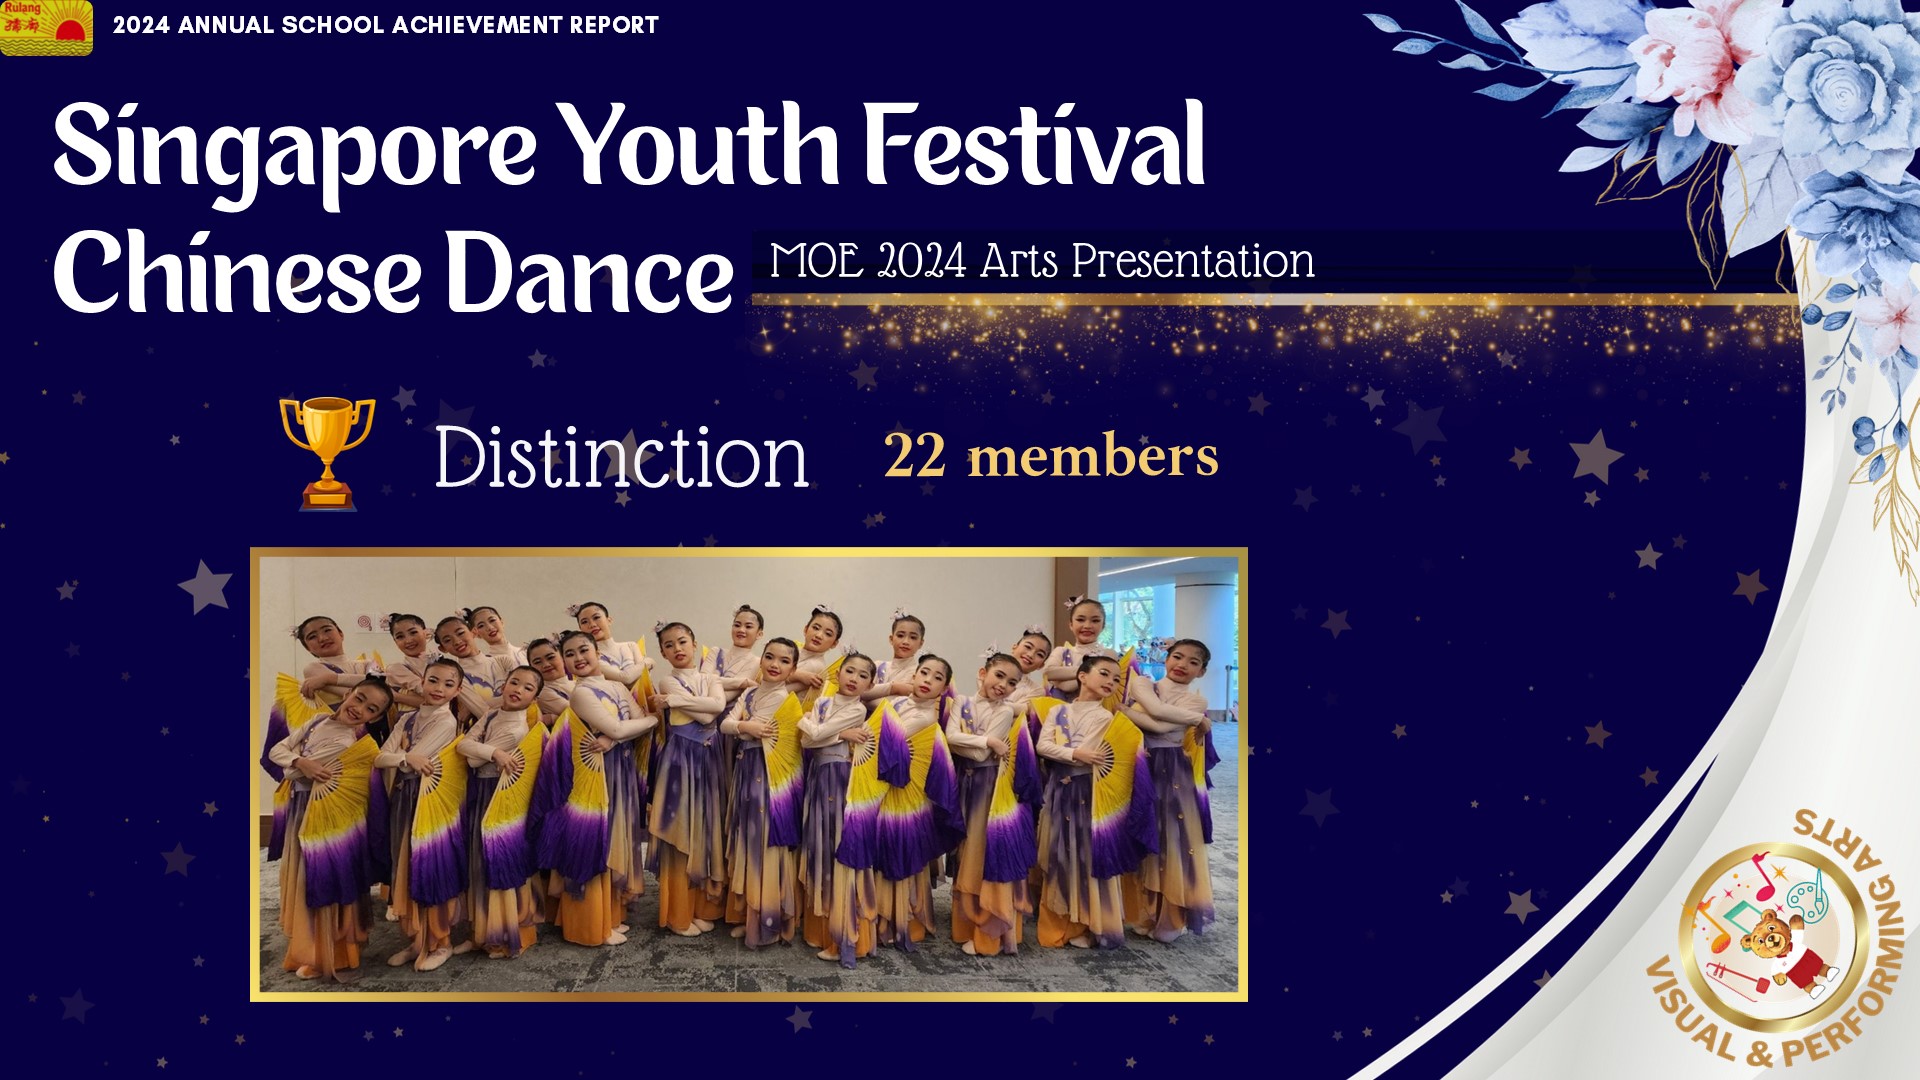 Rulang
2024 ANNUAL SCHOOL ACHIEVEMENT REPORT
Singapore Youth Festival
Chinese Dance
MOE 2024 Arts Presentation
Distinction
22 members
VISUAL & PERFORMING ARTS